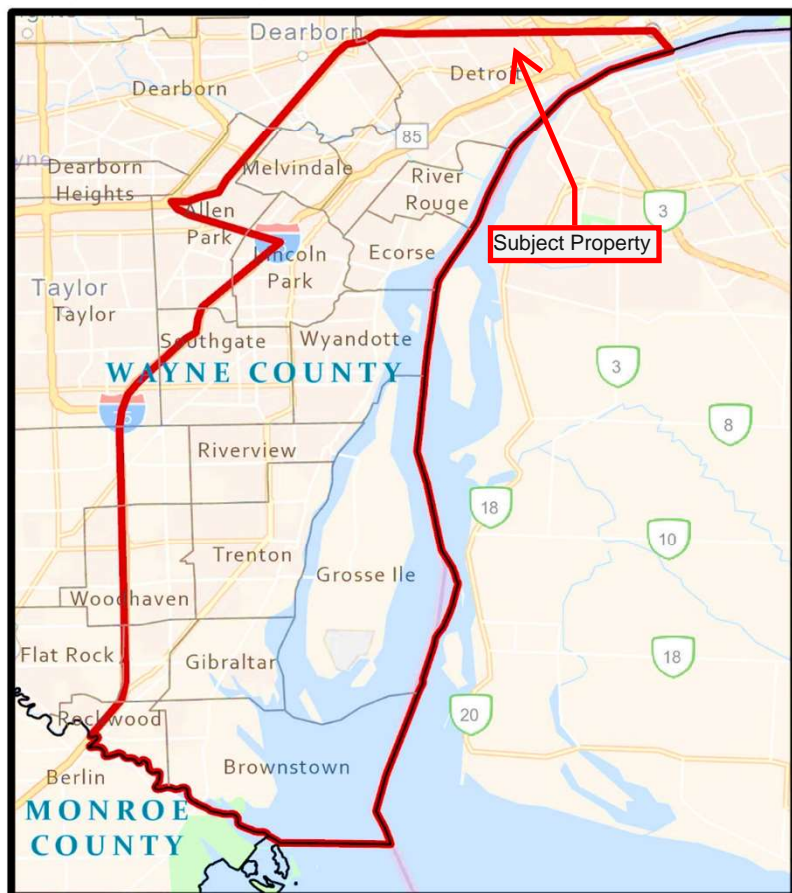 Dearborn
Detroit
Dearborn
85
Dearborn
Heights
Melvindale
River
Rouge
3
Allen
Park
Subject Property
Lincoln
Park
Ecorse
Taylor
Taylor
Southgate
Wyandotte
WAYNE COUNTY
3
75
8
Riverview
18
10
Trenton
Grosse Ile
Woodhaven
Flat Rock
Gibraltar
18
20
Rockwood
Berlin
Brownstown
MONROE
COUNTY